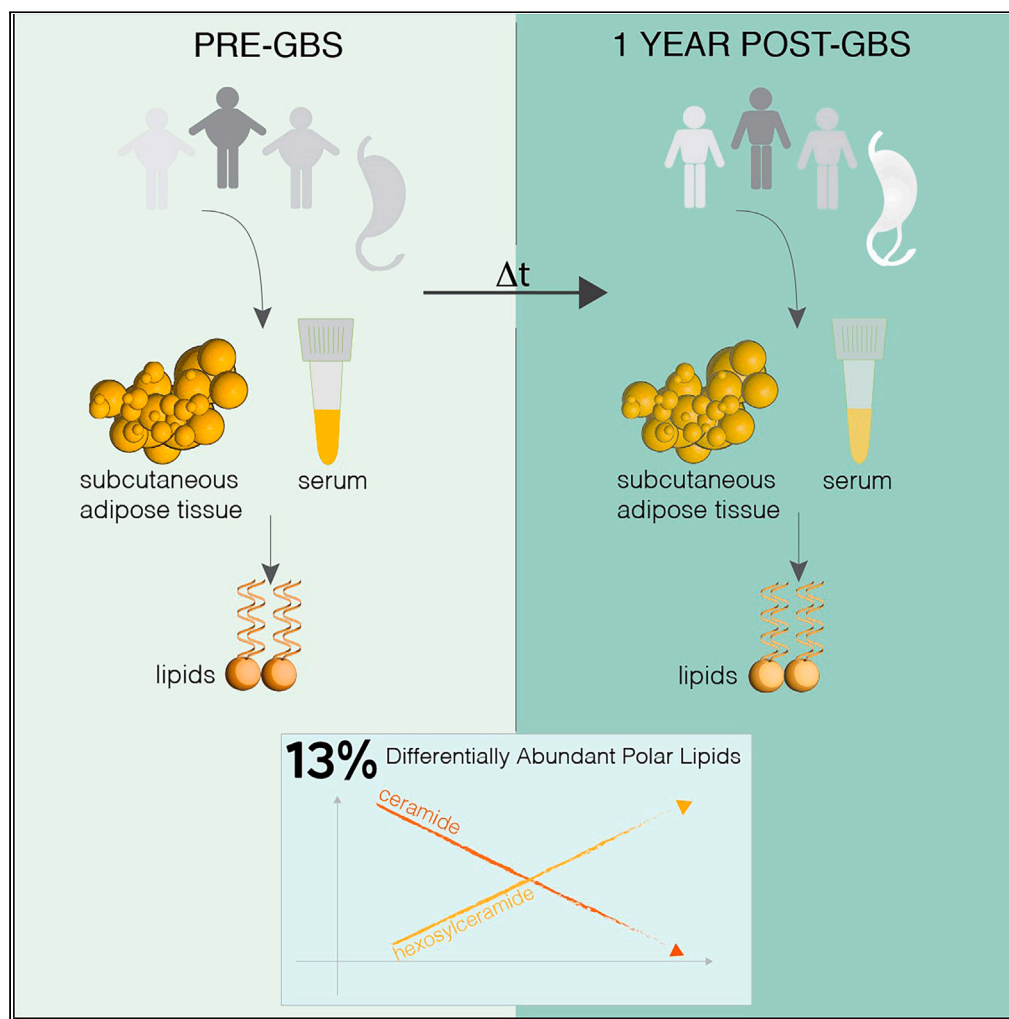 PRE-GBS
1 YEAR POST-GBS
Δt
subcutaneous
adipose tissue
serum
subcutaneous
adipose tissue
serum
lipids
lipids
13% Differentially Abundant Polar Lipids
ceramide
hexosylceramide